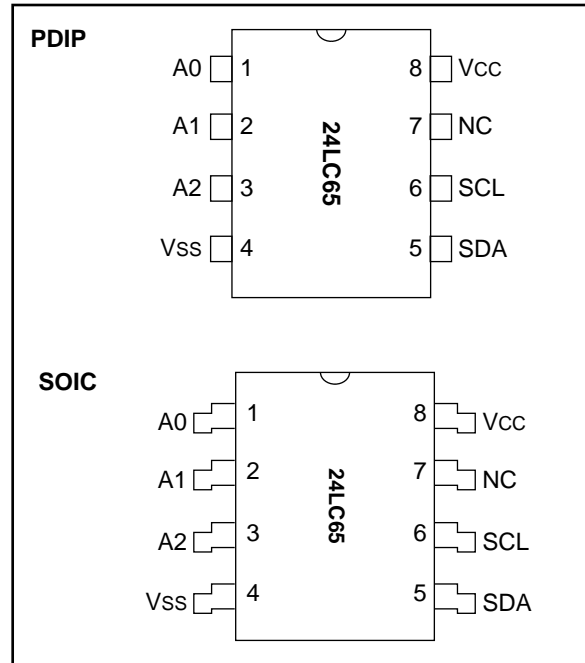 PDIP
A0 1 8 VCC
A1 2 7 NC
A2 3 6 SCL
VSS 4 5 SDA
24LC65
SOIC
A0 1 8 VCC
A1 2 7 NC
A2 3 6 SCL
VSS 4 5 SDA
24LC65